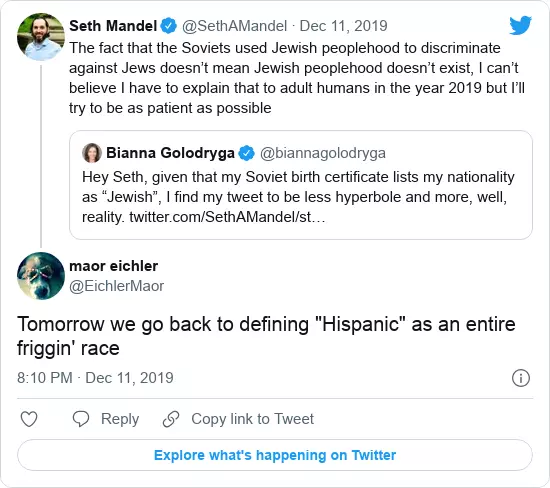 Seth Mandel @SethAMandel · Dec 11, 2019
The fact that the Soviets used Jewish peoplehood to discriminate
against Jews doesn’t mean Jewish peoplehood doesn’t exist, I can’t
believe I have to explain that to adult humans in the year 2019 but I’ll
try to be as patient as possible
Bianna Golodryga @biannagolodryga
Hey Seth, given that my Soviet birth certificate lists my nationality
as “Jewish”, I find my tweet to be less hyperbole and more, well,
reality. twitter.com/SethAMandel/st…
maor eichler
@EichlerMaor
Tomorrow we go back to defining "Hispanic" as an entire
friggin' race
8:10 PM · Dec 11, 2019
Reply Copy link to Tweet
Explore what's happening on Twitter